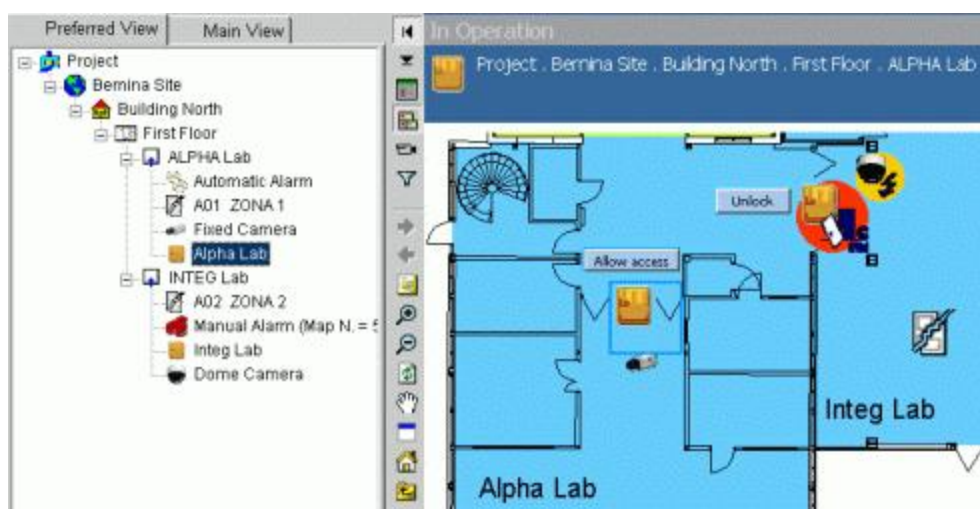 Preferred View
Main View
Project
Bernina Site
Building North
First Floor
ALPHA Lab
Automatic Alarm
A01 ZONA 1
Fixed Camera
Alpha Lab
INTEG Lab
A02 ZONA 2
Manual Alarm (Map N. = 5
Integ Lab
Dome Camera
In Operation
Project . Bernina Site . Building North . First Floor . ALPHA Lab
Unlock
Allow access
Integ Lab
Alpha Lab